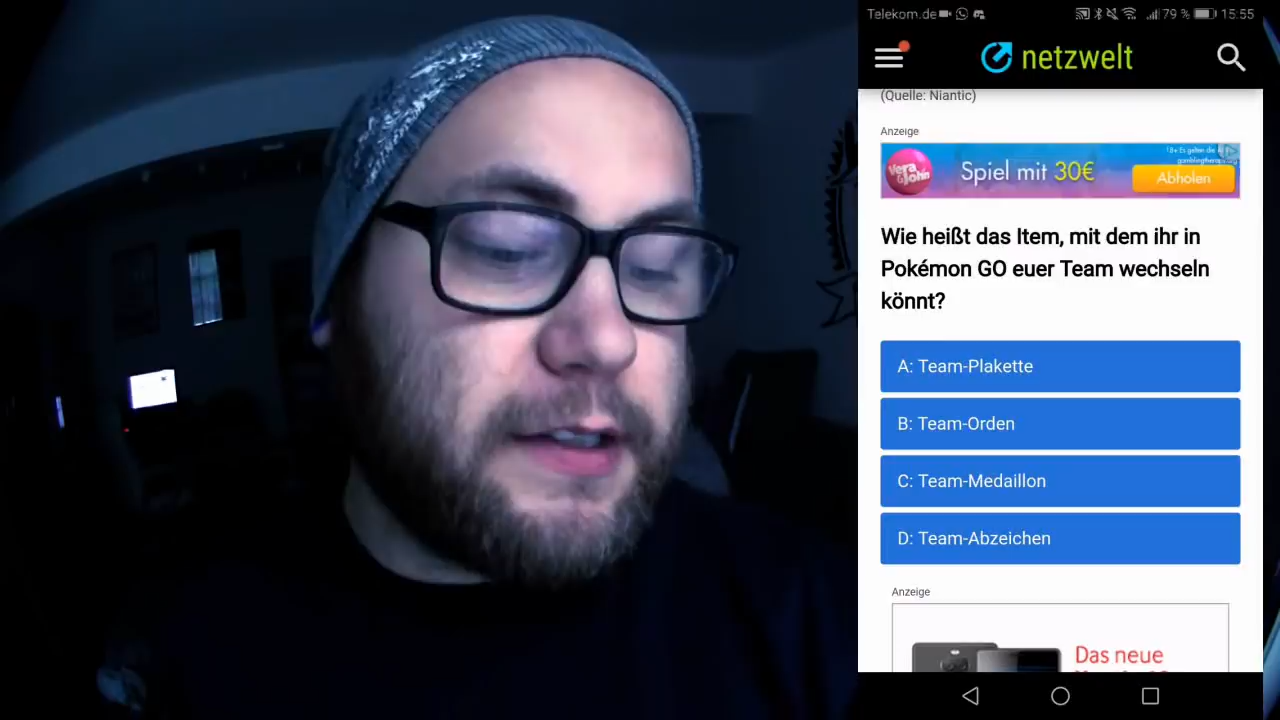 Telekom.de
79 %
15:55
netzwelt
(Quelle: Niantic)
Anzeige
Vera
&John
Spiel mit 30€
Abholen
Wie heißt das Item, mit dem ihr in
Pokémon GO euer Team wechseln
könnt?
A: Team-Plakette
B: Team-Orden
C: Team-Medaillon
D: Team-Abzeichen
Anzeige
Das neue